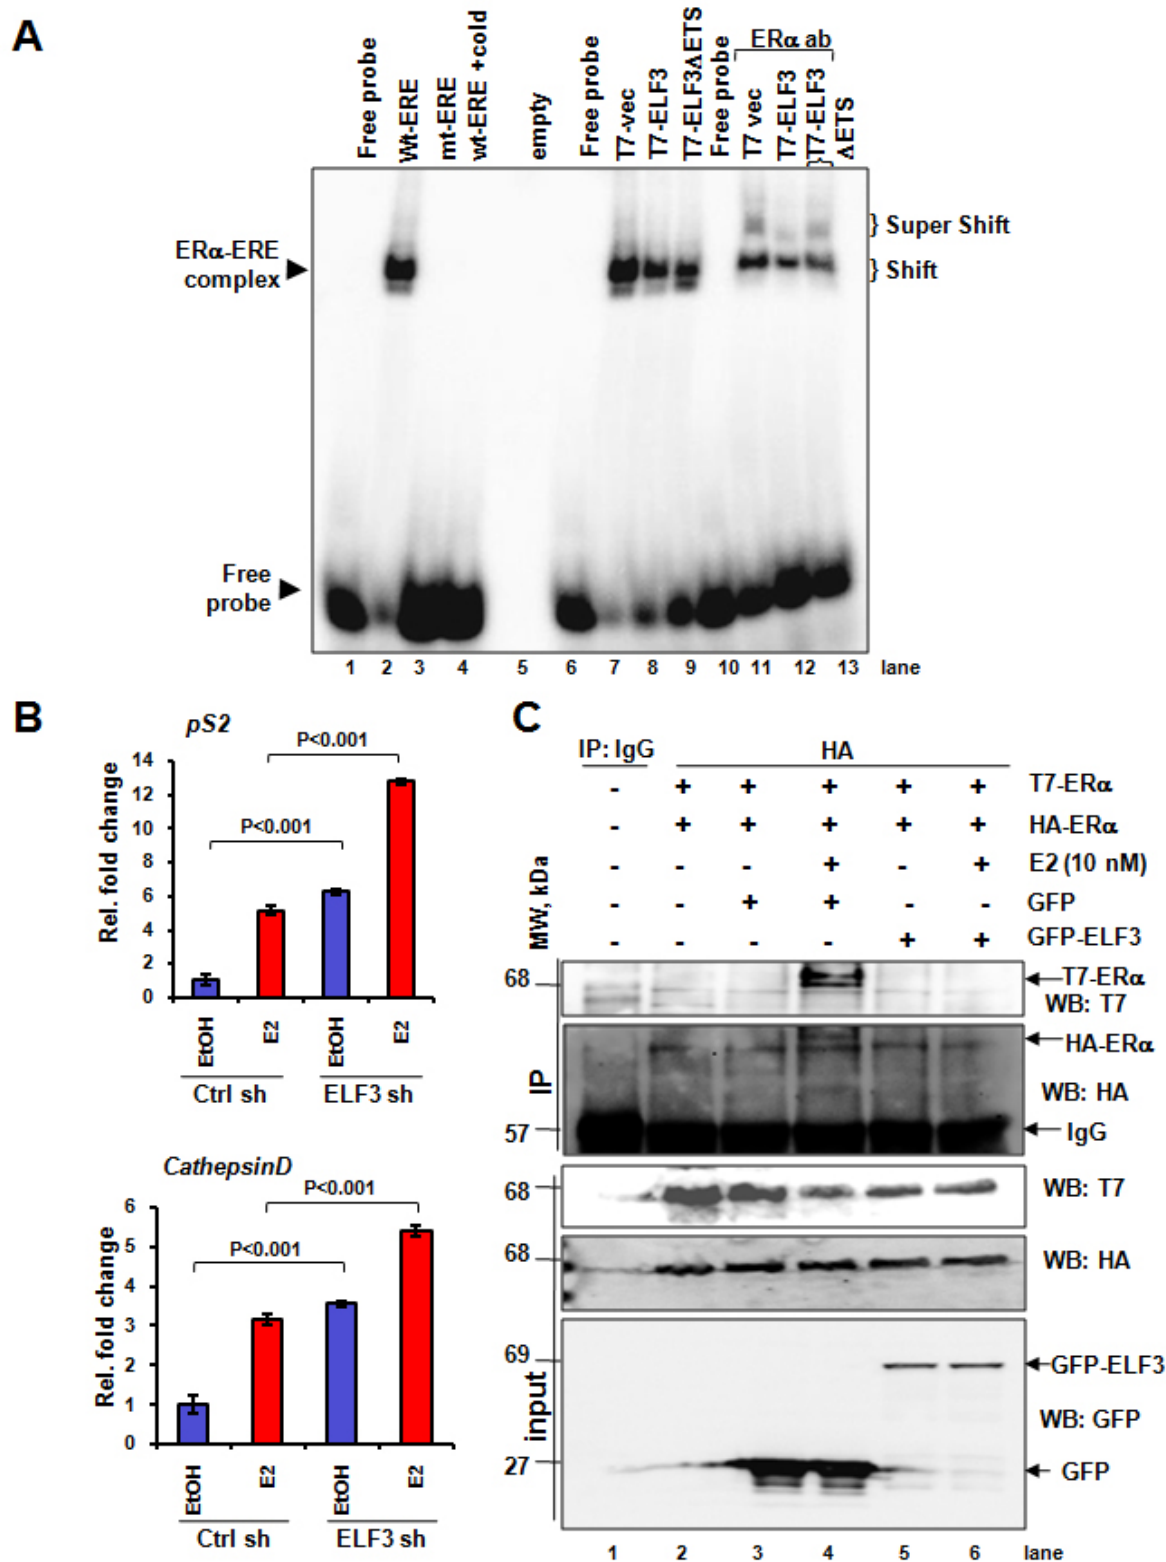 A
Free probe
Wt-ERE
mt-ERE
wt-ERE +cold
empty
Free probe
T7-vec
T7-ELF3
T7-ELF3ΔETS
Free probe
ERα ab
T7 vec
T7-ELF3
T7-ELF3
ΔETS
ERα-ERE
complex
} Super Shift
} Shift
Free
probe
1 2 3 4 5 6 7 8 9 10 11 12 13 lane
B
pS2
P<0.001
P<0.001
Rel. fold change
14
12
10
8
6
4
2
0
EtOH E2 EtOH E2
Ctrl sh ELF3 sh
CathepsinD
P<0.001
P<0.001
Rel. fold change
6
5
4
3
2
1
0
EtOH E2 EtOH E2
Ctrl sh ELF3 sh
C
IP: IgG HA
- + + + + + T7-ERα
- + + + + + HA-ERα
- - - + - + E2 (10 nM)
- - + + - - GFP
- - - - + + GFP-ELF3
MW, kDa
68 T7-ERα
WB: T7
HA-ERα
IP
WB: HA
57 IgG
68 WB: T7
68 WB: HA
69 GFP-ELF3
WB: GFP
input
27 GFP
1 2 3 4 5 6 lane